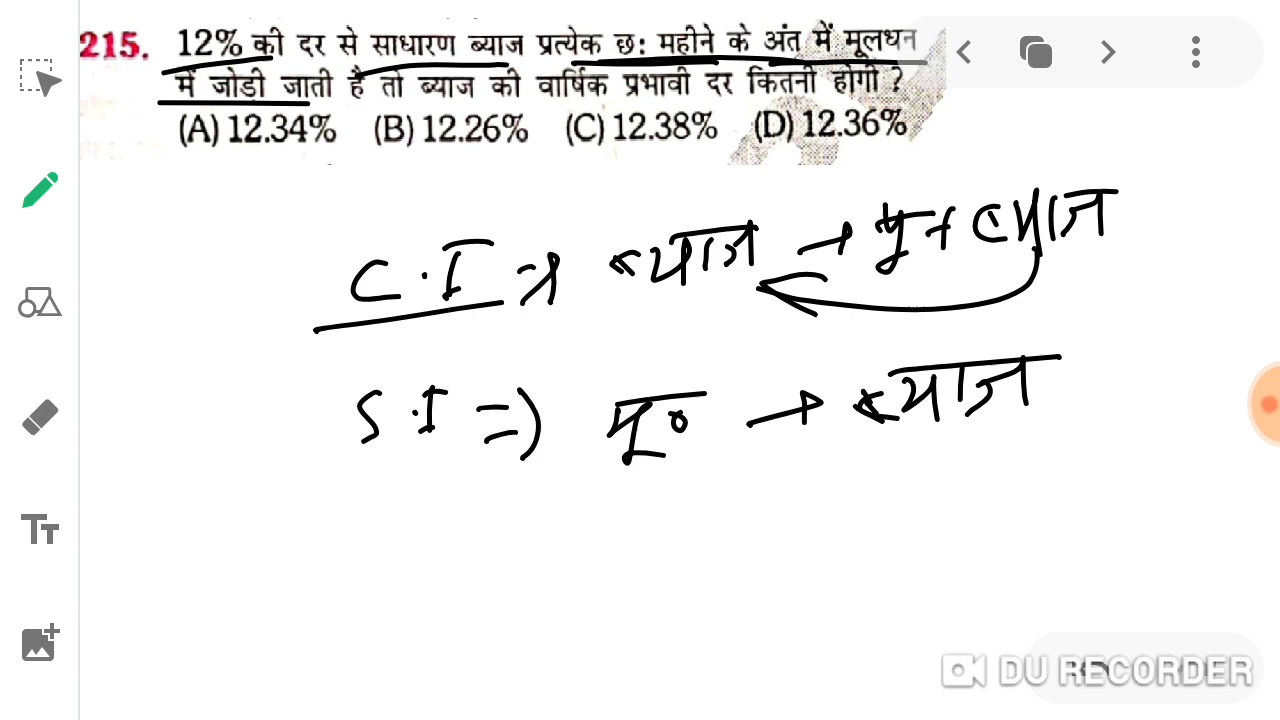 215. 12% की दर से साधारण ब्याज प्रत्येक छ: महीने के अंत में मूलधन
में जोड़ी जाती है तो ब्याज की वार्षिक प्रभावी दर कितनी होगी ?
(A) 12.34% (B) 12.26% (C) 12.38% (D) 12.36%
C.I => ब्याज → मू + ब्याज
S.I => मू० → ब्याज
DU RECORDER